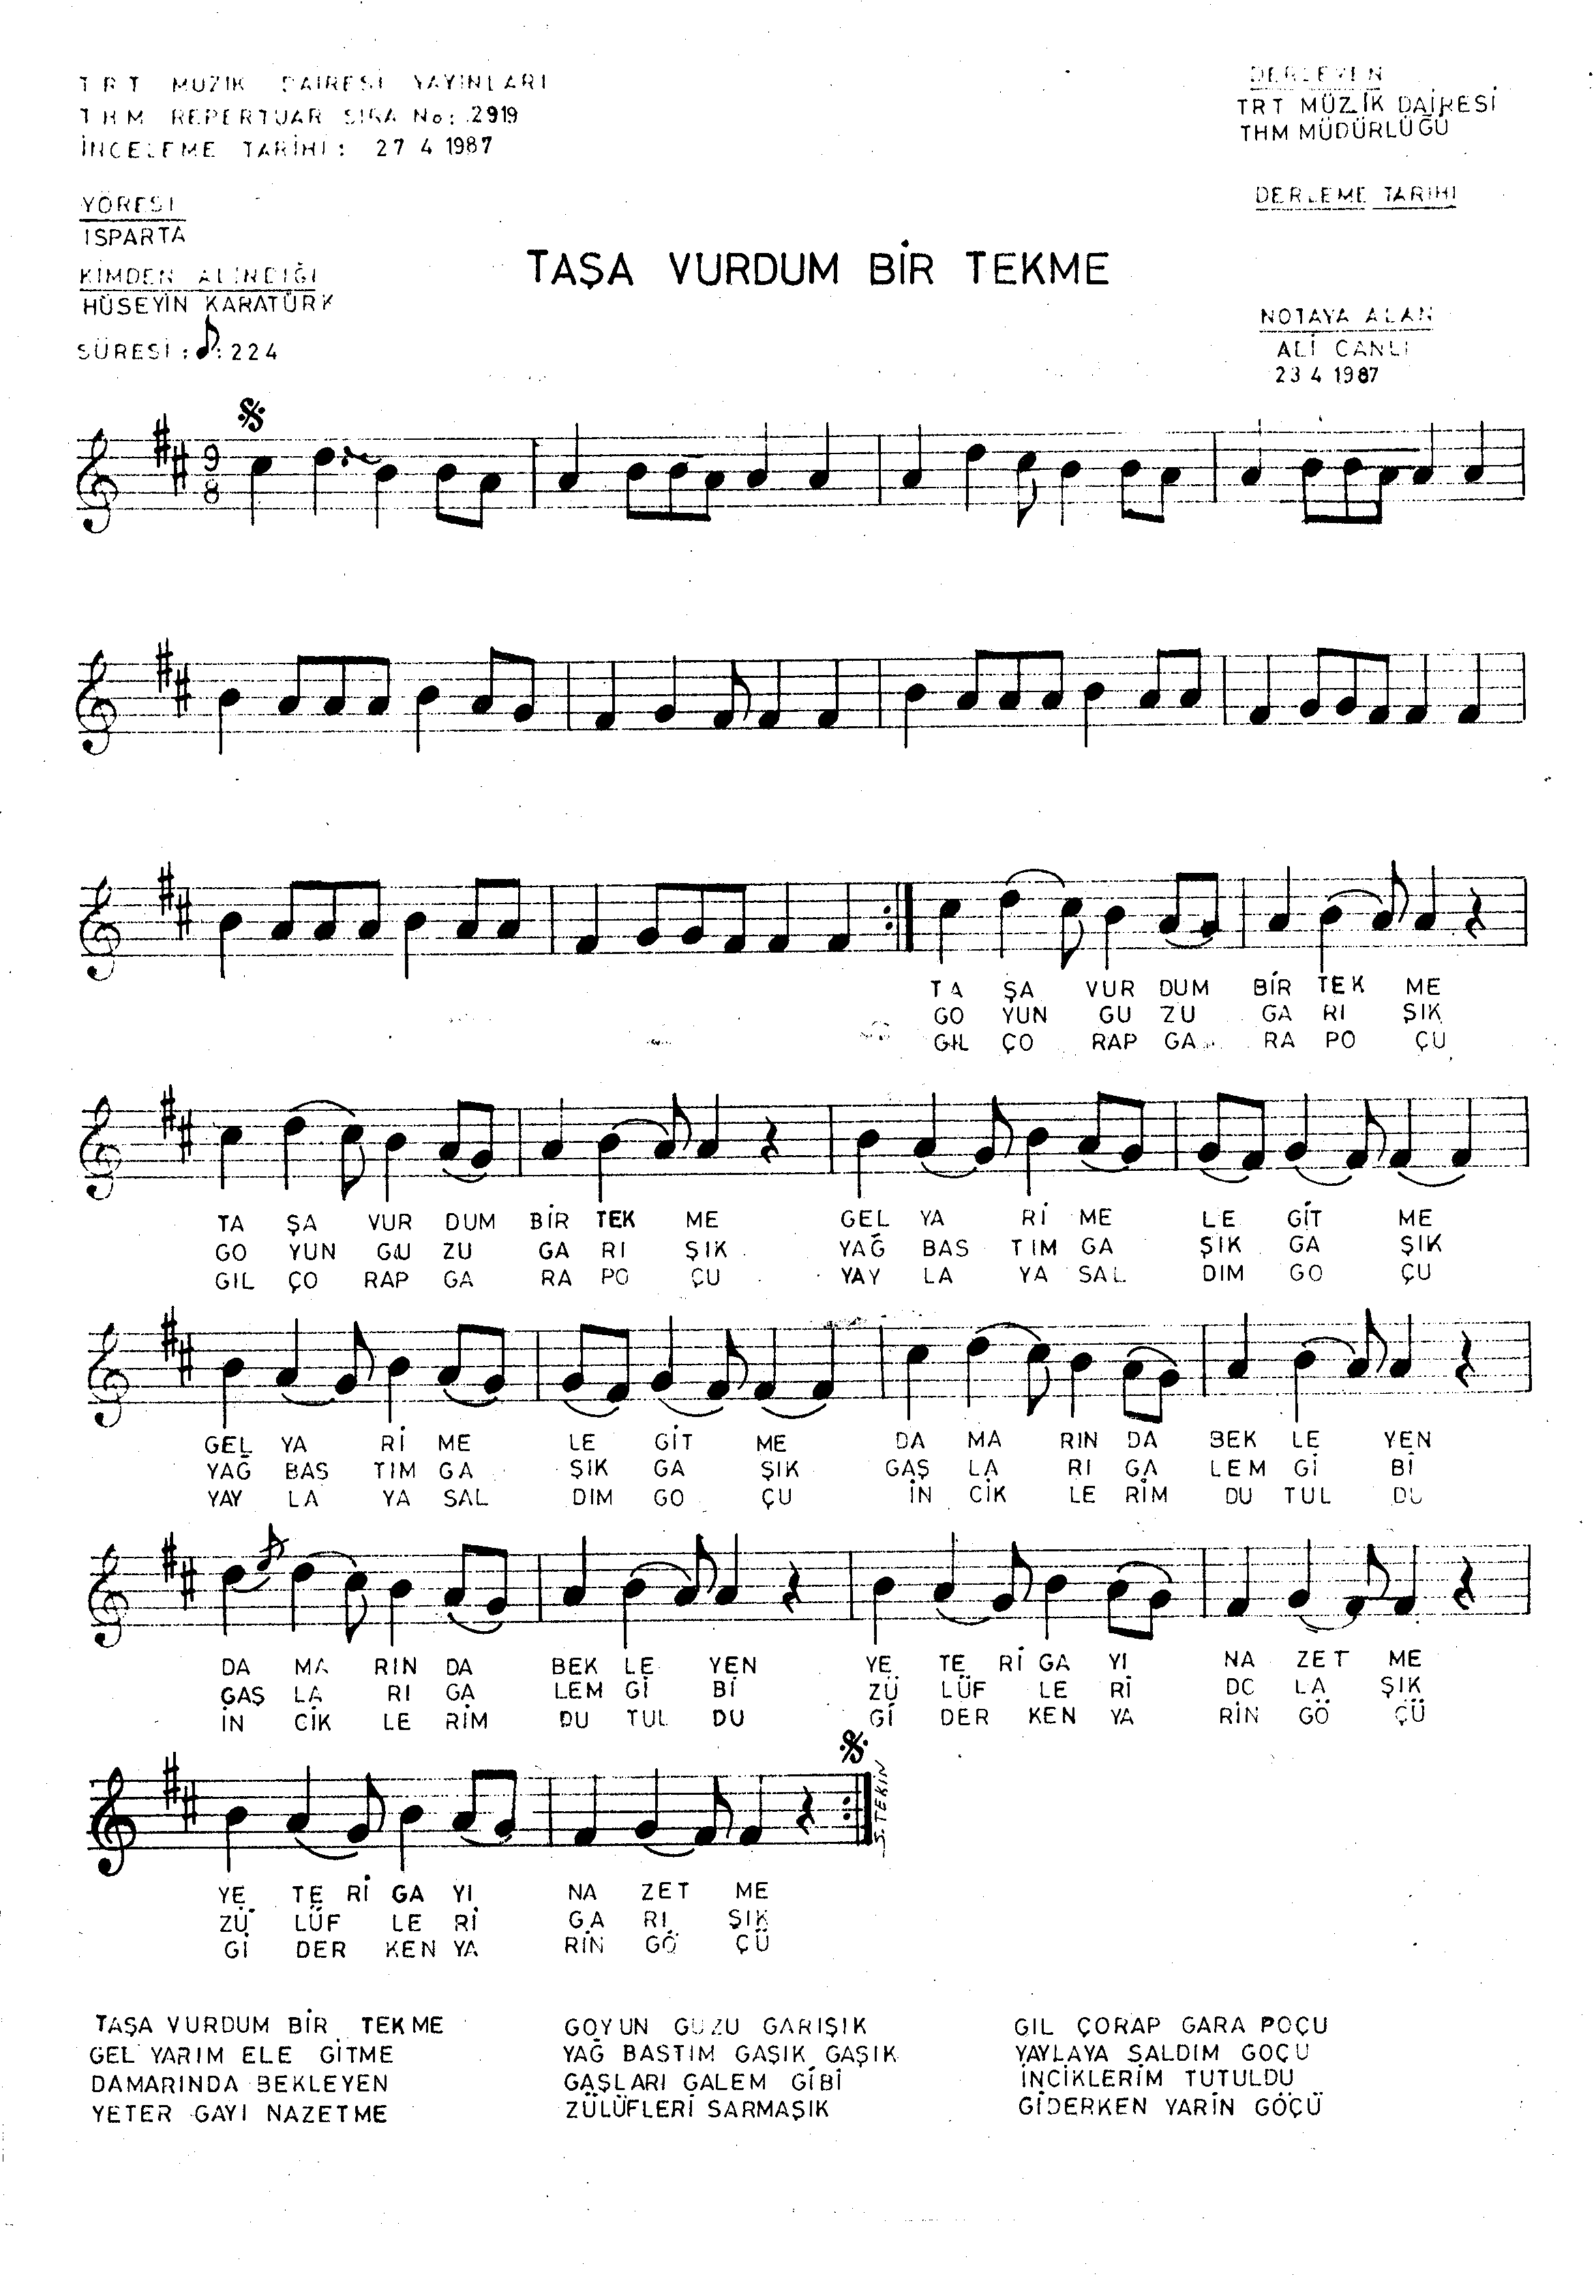 TRT MUZİK DAİRESİ YAYINLARI
THM REPERTUAR SIRA No: 2919
İNCELEME TARİHİ: 27 4 1987
DERLEYEN
TRT MÜZİK DAİRESİ
THM MÜDÜRLÜĞÜ
YÖRESİ
ISPARTA
DERLEME TARIHI
KİMDEN ALINDIĞI
HÜSEYİN KARATÜRK
TAŞA VURDUM BİR TEKME
SÜRESİ : ♪: 224
NOTAYA ALAN
ALİ CANLI
23 4 1987
9
8
TA ŞA VUR DUM BİR TEK ME
GO YUN GU ZU GA RI ŞIK
GIL ÇO RAP GA RA PO ÇU
TA ŞA VUR DUM BİR TEK ME GEL YA Rİ ME LE GİT ME
GO YUN GU ZU GA RI ŞIK YAĞ BAS TIM GA ŞIK GA ŞIK
GIL ÇO RAP GA RA PO ÇU YAY LA YA SAL DIM GO ÇU
GEL YA Rİ ME LE GİT ME DA MA RIN DA BEK LE YEN
YAĞ BAS TIM GA ŞIK GA ŞIK GAŞ LA RI GA LEM Gİ Bİ
YAY LA YA SAL DIM GO ÇU İN CİK LE RİM DU TUL DU
DA MA RIN DA BEK LE YEN YE TE Rİ GA YI NA ZET ME
GAŞ LA RI GA LEM Gİ Bİ ZÜ LÜF LE Rİ DO LA ŞIK
İN CİK LE RİM DU TUL DU Gİ DER KEN YA RİN GÖ ÇÜ
S. TEKİN
YE TE Rİ GA YI NA ZET ME
ZÜ LÜF LE Rİ GA RI ŞIK
Gİ DER KEN YA RİN GÖ ÇÜ
TAŞA VURDUM BİR TEKME
GEL YARIM ELE GİTME
DAMARINDA BEKLEYEN
YETER GAYI NAZETME
GOYUN GUZU GARIŞIK
YAĞ BASTIM GAŞIK GAŞIK
GAŞLARI GALEM GİBİ
ZÜLÜFLERİ SARMAŞIK
GIL ÇORAP GARA POÇU
YAYLAYA SALDIM GOÇU
İNCİKLERİM TUTULDU
GİDERKEN YARİN GÖÇÜ